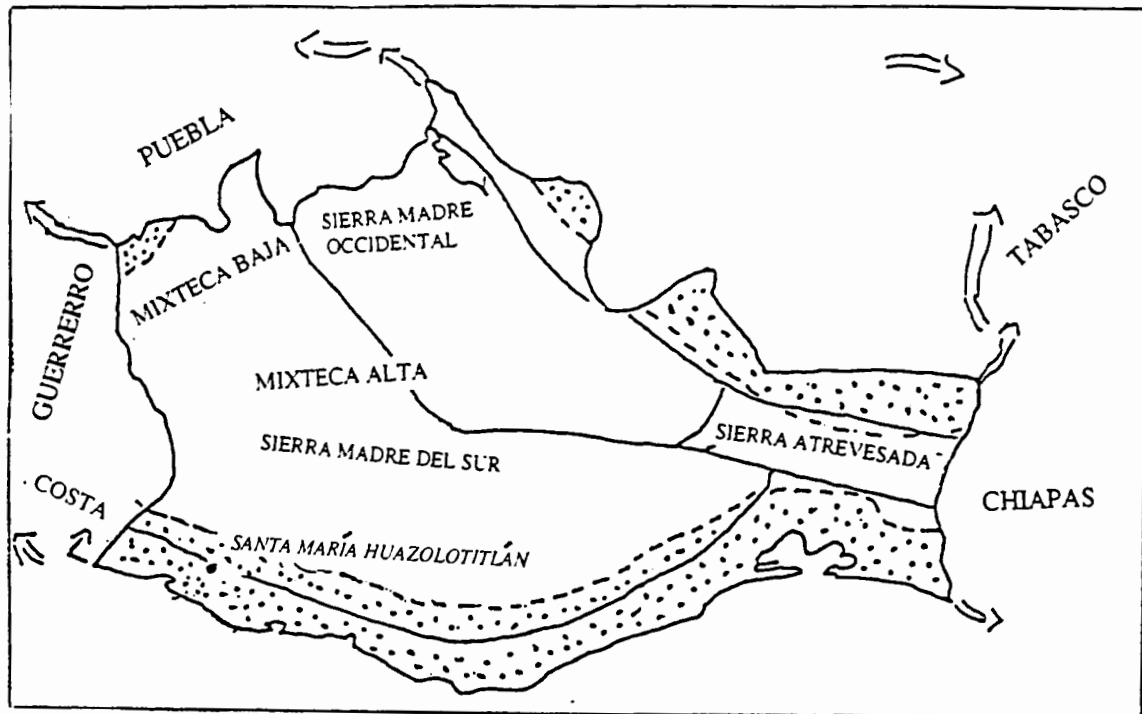 PUEBLA
SIERRA MADRE
OCCIDENTAL
TABASCO
MIXTECA BAJA
GUERRERRO
MIXTECA ALTA
SIERRA MADRE DEL SUR
SIERRA ATREVESADA
COSTA
CHIAPAS
SANTA MARÍA HUAZOLOTITLÁN